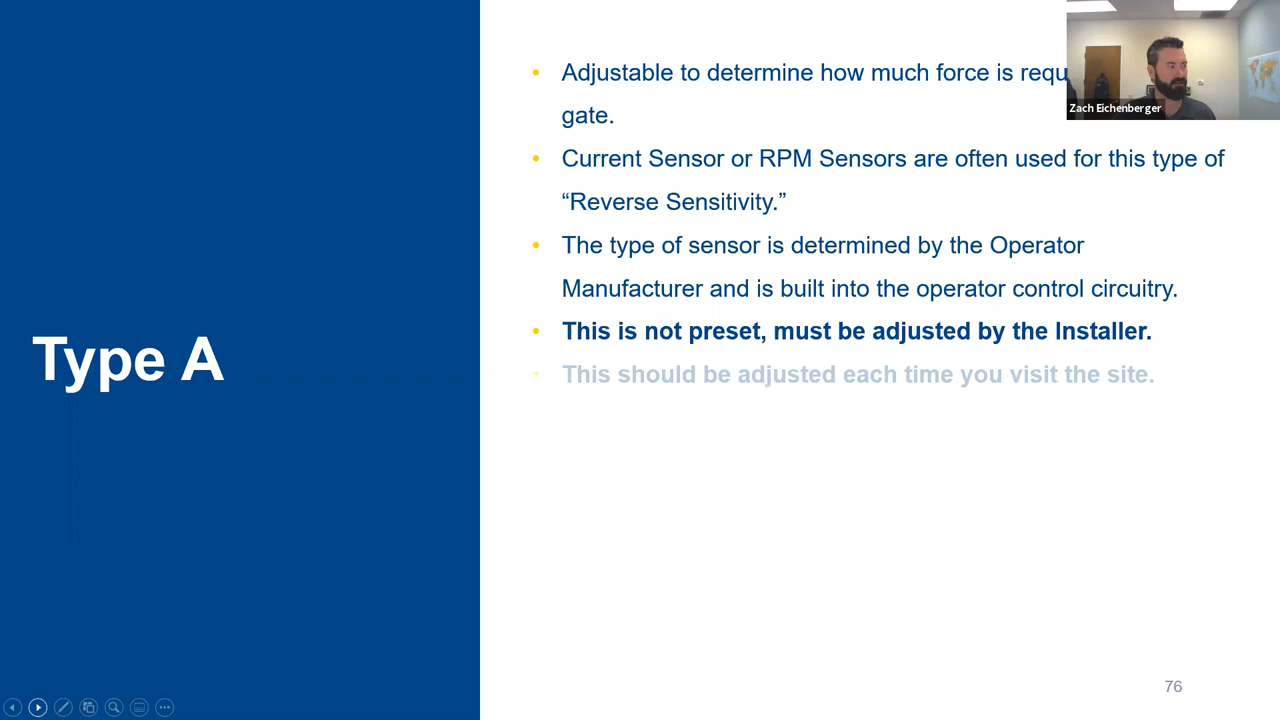 Type A
• Adjustable to determine how much force is requ
gate.
• Current Sensor or RPM Sensors are often used for this type of
“Reverse Sensitivity.”
• The type of sensor is determined by the Operator
Manufacturer and is built into the operator control circuitry.
• This is not preset, must be adjusted by the Installer.
• This should be adjusted each time you visit the site.
Zach Eichenberger
76